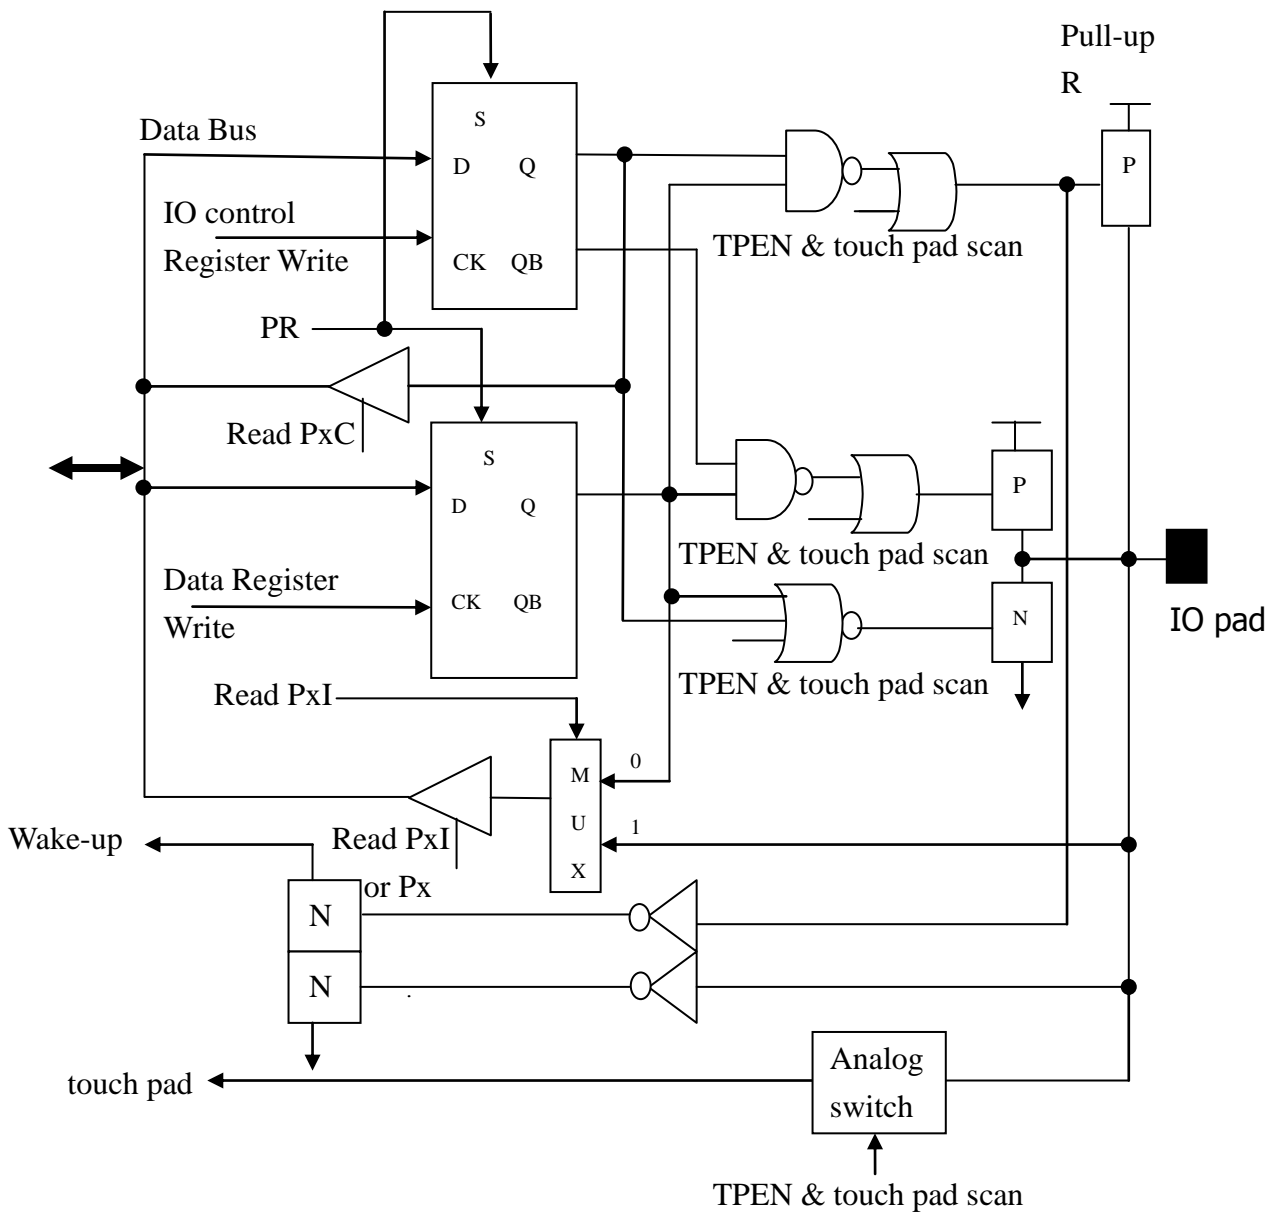 Pull-up
R
S
Data Bus
D
Q
P
IO control
Register Write
TPEN & touch pad scan
CK
QB
PR
Read PxC
S
D
Q
P
TPEN & touch pad scan
Data Register
Write
CK
QB
N
IO pad
TPEN & touch pad scan
Read PxI
M
U
X
0
1
Wake-up
Read PxI
or Px
N
N
Analog
switch
touch pad
TPEN & touch pad scan